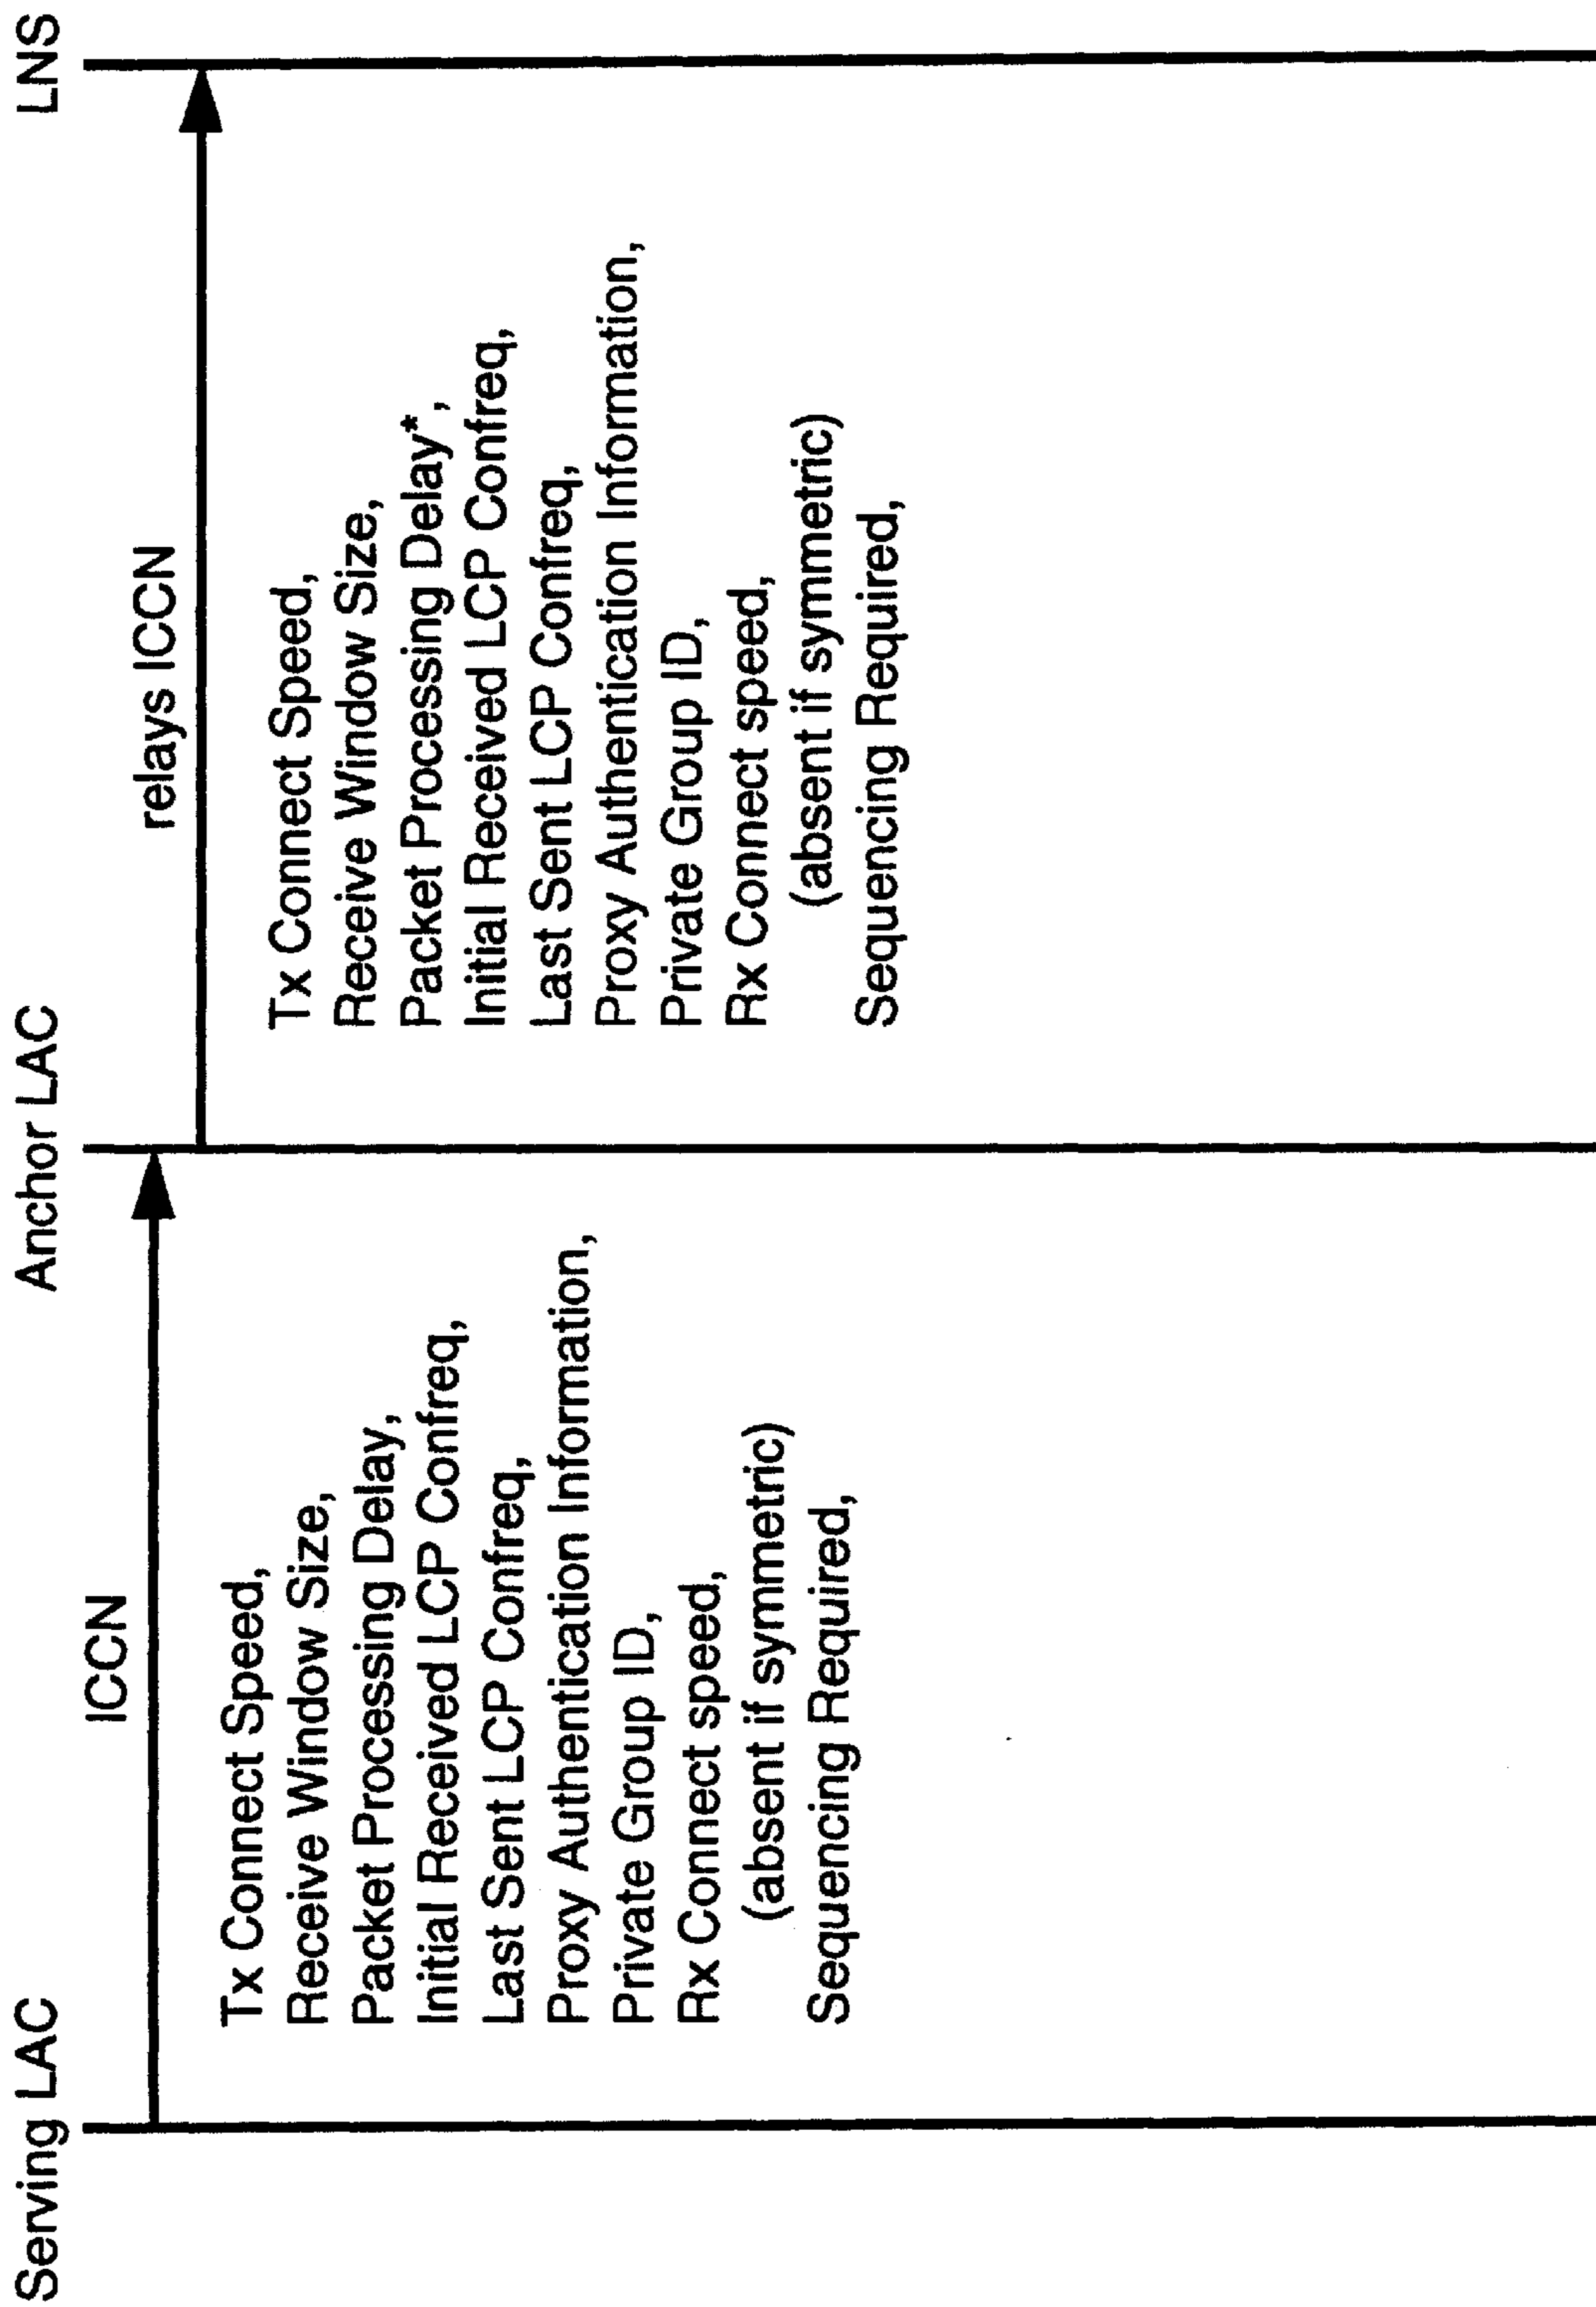 Serving LAC
Anchor LAC
LNS
ICCN
Tx Connect Speed,
Receive Window Size,
Packet Processing Delay,
Initial Received LCP Confreq,
Last Sent LCP Confreq,
Proxy Authentication Information,
Private Group ID,
Rx Connect speed,
(absent if symmetric)
Sequencing Required,
relays ICCN
Tx Connect Speed,
Receive Window Size,
Packet Processing Delay*,
Initial Received LCP Confreq,
Last Sent LCP Confreq,
Proxy Authentication Information,
Private Group ID,
Rx Connect speed,
(absent if symmetric)
Sequencing Required,